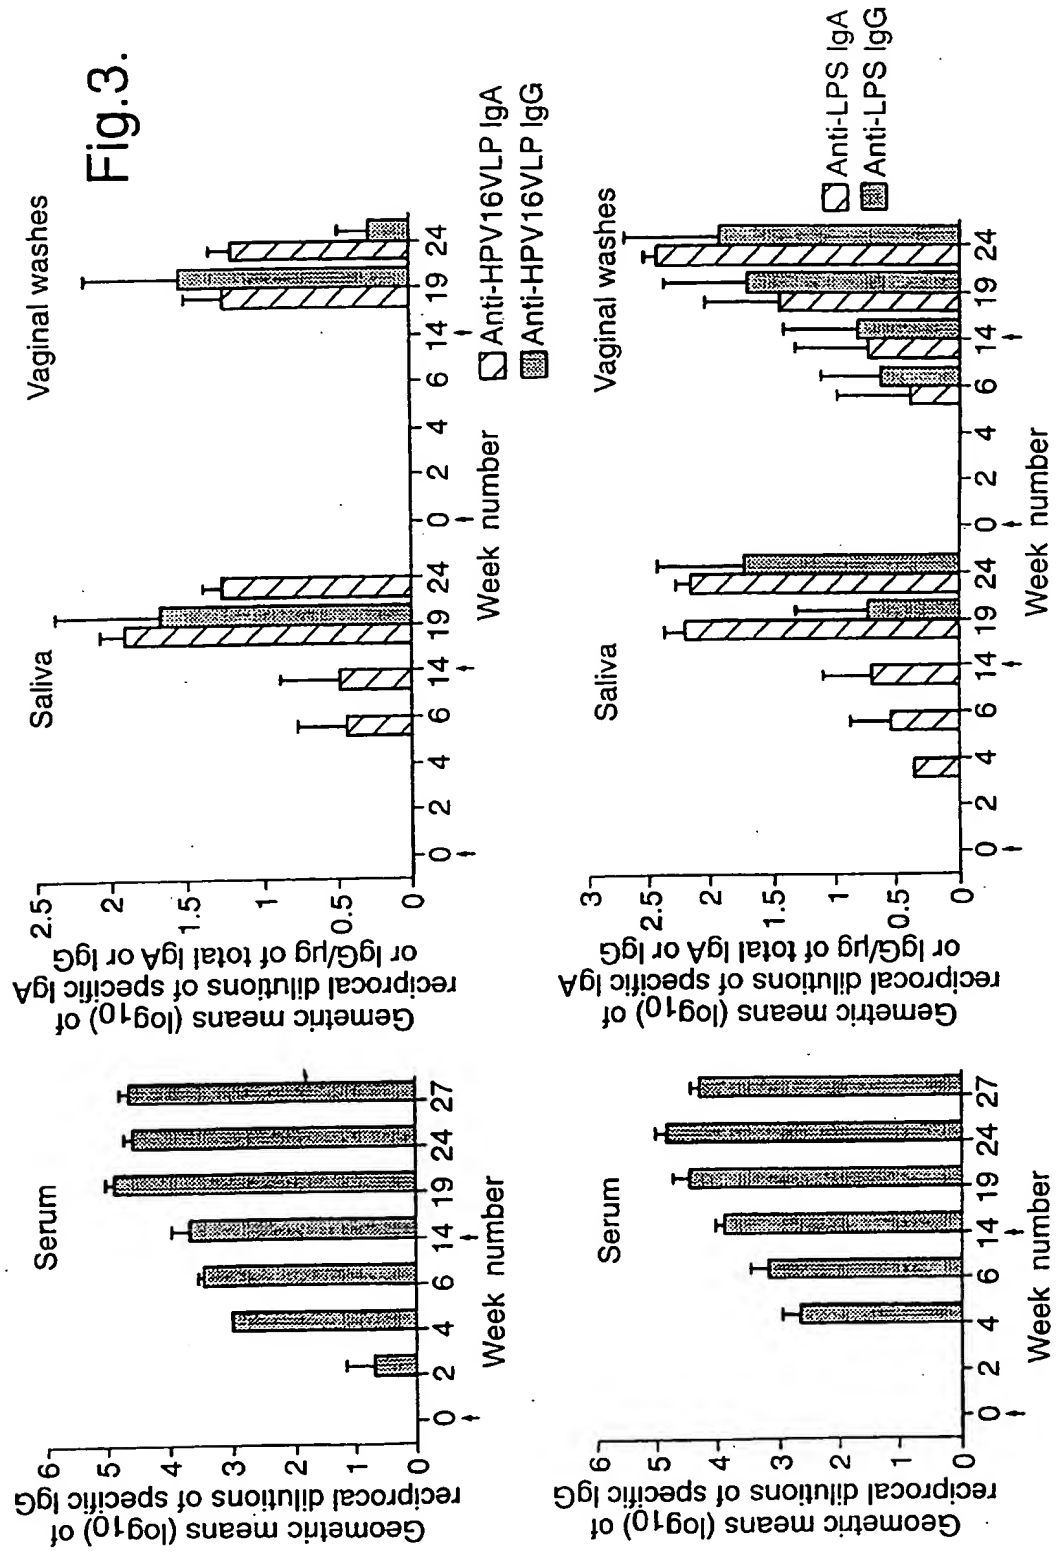 Fig.3.
Serum
Geometric means (log10) of
reciprocal dilutions of specific IgG
6
5
4
3
2
1
0
0 2 4 6 14 19 24 27
Week number
Saliva
Vaginal washes
Gemetric means (log10) of
reciprocal dilutions of specific IgA
or IgG/µg of total IgA or IgG
2.5
2
1.5
1
0.5
0
0 2 4 6 14 19 24
0 2 4 6 14 19 24
Week number
Anti-HPV16VLP IgA
Anti-HPV16VLP IgG
Serum
Geometric means (log10) of
reciprocal dilutions of specific IgG
6
5
4
3
2
1
0
0 2 4 6 14 19 24 27
Week number
Saliva
Vaginal washes
Gemetric means (log10) of
reciprocal dilutions of specific IgA
or IgG/µg of total IgA or IgG
3
2.5
2
1.5
1
0.5
0
0 2 4 6 14 19 24
0 2 4 6 14 19 24
Week number
Anti-LPS IgA
Anti-LPS IgG